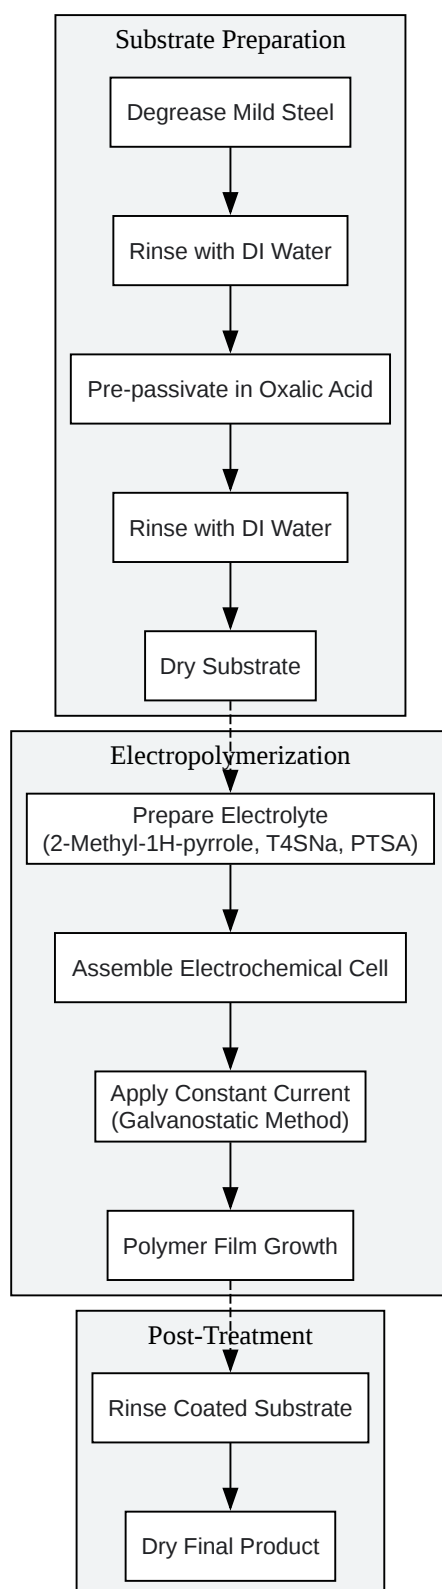 Substrate Preparation
Degrease Mild Steel
Rinse with DI Water
Pre-passivate in Oxalic Acid
Rinse with DI Water
Dry Substrate
Electropolymerization
Prepare Electrolyte
(2-Methyl-1H-pyrrole, T4SNa, PTSA)
Assemble Electrochemical Cell
Apply Constant Current
(Galvanostatic Method)
Polymer Film Growth
Post-Treatment
Rinse Coated Substrate
Dry Final Product